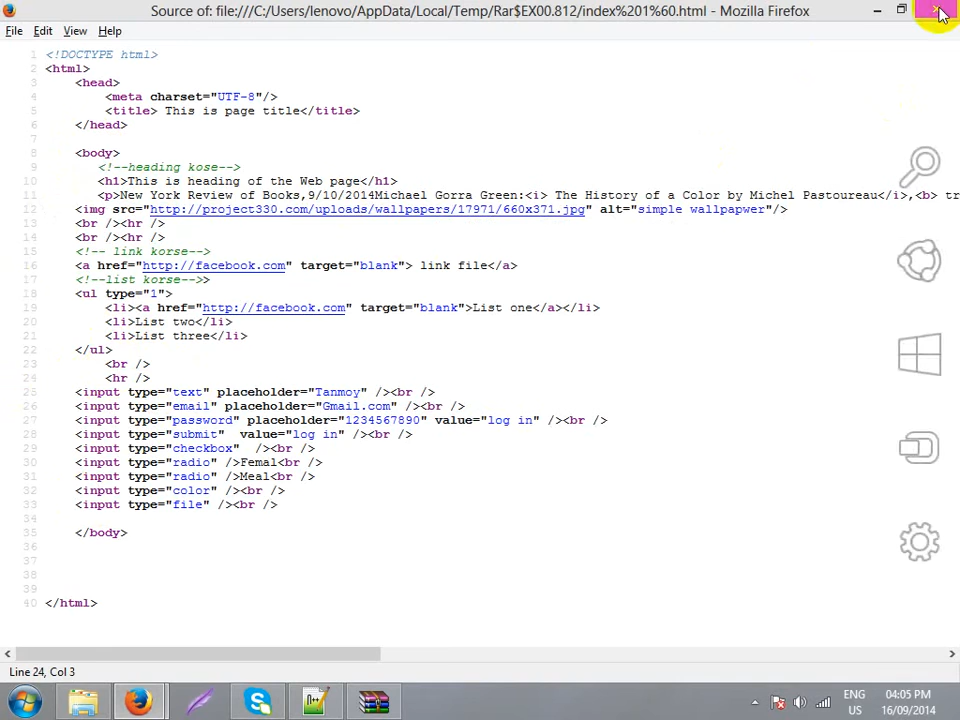 Source of: file:///C:/Users/lenovo/AppData/Local/Temp/Rar$EX00.812/index%201%60.html - Mozilla Firefox
File Edit View Help
1 <!DOCTYPE html>
2 <html>
3 <head>
4 <meta charset="UTF-8"/>
5 <title> This is page title</title>
6 </head>
7
8 <body>
9 <!--heading kose-->
10 <h1>This is heading of the Web page</h1>
11 <p>New York Review of Books,9/10/2014Michael Gorra Green:<i> The History of a Color by Michel Pastoureau</i>,<b> tr
12 <img src="http://project330.com/uploads/wallpapers/17971/660x371.jpg" alt="simple wallpapwer"/>
13 <br /><hr />
14 <br /><hr />
15 <!-- link korse-->
16 <a href="http://facebook.com" target="blank"> link file</a>
17 <!--list korse-->>
18 <ul type="1">
19 <li><a href="http://facebook.com" target="blank">List one</a></li>
20 <li>List two</li>
21 <li>List three</li>
22 </ul>
23 <br />
24 <hr />
25 <input type="text" placeholder="Tanmoy" /><br />
26 <input type="email" placeholder="Gmail.com" /><br />
27 <input type="password" placeholder="1234567890" value="log in" /><br />
28 <input type="submit"  value="log in" /><br />
29 <input type="checkbox"  /><br />
30 <input type="radio" />Femal<br />
31 <input type="radio" />Meal<br />
32 <input type="color" /><br />
33 <input type="file" /><br />
34
35 </body>
36
37
38
39
40 </html>
Line 24, Col 3
ENG 04:05 PM
US 16/09/2014